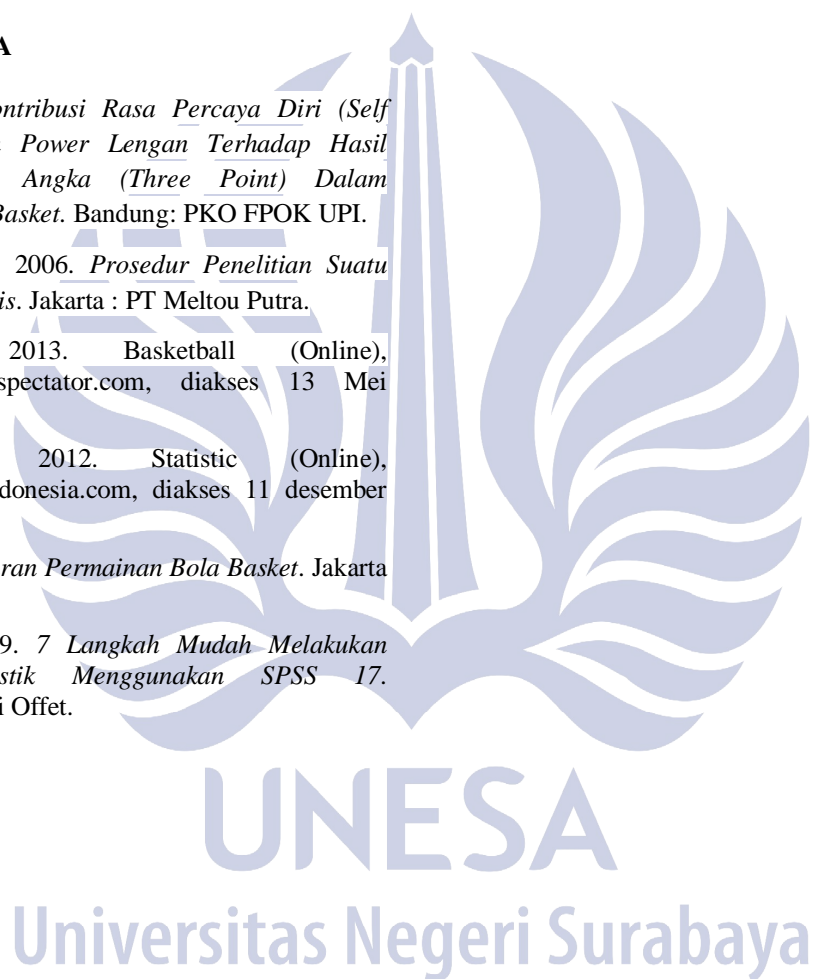 A
ontribusi Rasa Percaya Diri (Self
Power Lengan Terhadap Hasil
Angka (Three Point) Dalam
Basket. Bandung: PKO FPOK UPI.
2006. Prosedur Penelitian Suatu
is. Jakarta : PT Meltou Putra.
2013. Basketball (Online),
spectator.com, diakses 13 Mei
2012. Statistic (Online),
donesia.com, diakses 11 desember
ran Permainan Bola Basket. Jakarta
9. 7 Langkah Mudah Melakukan
stik Menggunakan SPSS 17.
i Offet.
UNESA
Universitas Negeri Surabaya